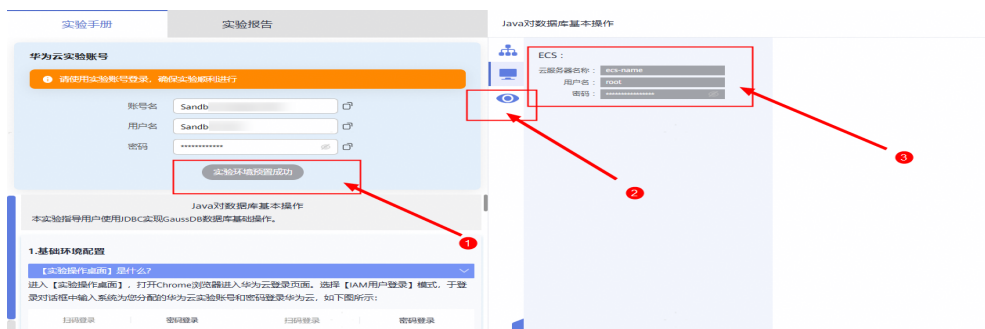 实验手册
实验报告
华为云实验账号
请使用实验账号登录，确保实验顺利进行
账号名 Sandb
用户名 Sandb
密码 ************
实验环境预置成功
Java对数据库基本操作
本实验指导用户使用JDBC实现GaussDB数据库基础操作。
1.基础环境配置
【实验操作桌面】是什么?
进入【实验操作桌面】，打开Chrome浏览器进入华为云登录页面。选择【IAM用户登录】模式，于登
录对话框中输入系统为您分配的华为云实验账号和密码登录华为云，如下图所示：
扫码登录 密码登录 扫码登录 密码登录
Java对数据库基本操作
ECS：
云服务器名称： ecs-name
用户名： root
密码： ****************
1
2
3